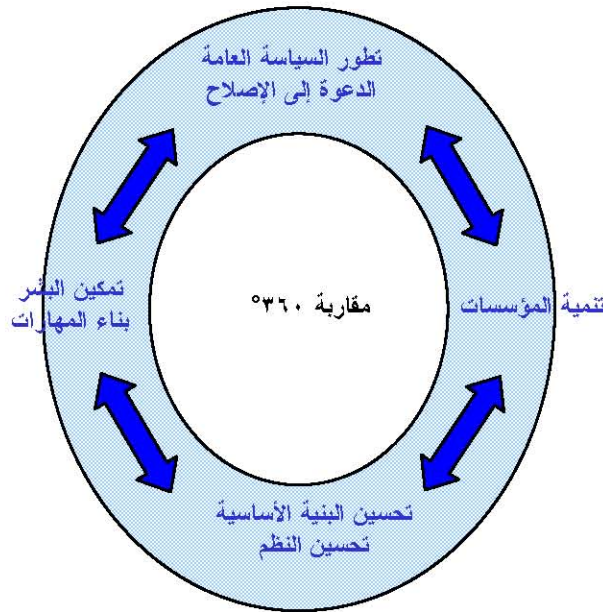 تطور السياسة العامة
الدعوة إلى الإصلاح
تمكين البشر
بناء المهارات
مقاربة ٣٦٠°
تنمية المؤسسات
تحسين البنية الأساسية
تحسين النظم